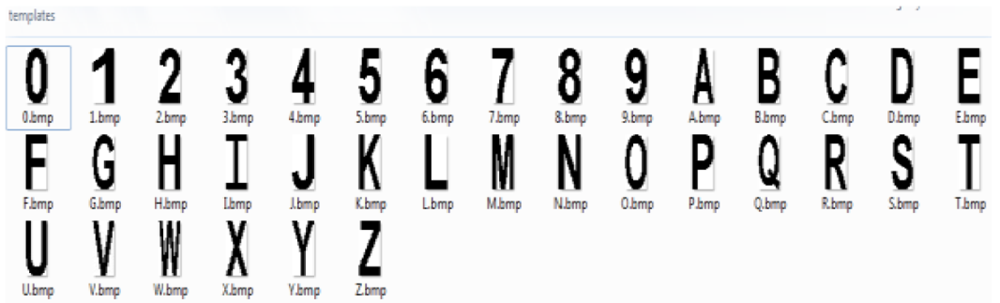 templates
0 1 2 3 4 5 6 7 8 9 A B C D E
0.bmp 1.bmp 2.bmp 3.bmp 4.bmp 5.bmp 6.bmp 7.bmp 8.bmp 9.bmp A.bmp B.bmp C.bmp D.bmp E.bmp
F G H I J K L M N O P Q R S T
F.bmp G.bmp H.bmp I.bmp J.bmp K.bmp L.bmp M.bmp N.bmp O.bmp P.bmp Q.bmp R.bmp S.bmp T.bmp
U V W X Y Z
U.bmp V.bmp W.bmp X.bmp Y.bmp Z.bmp